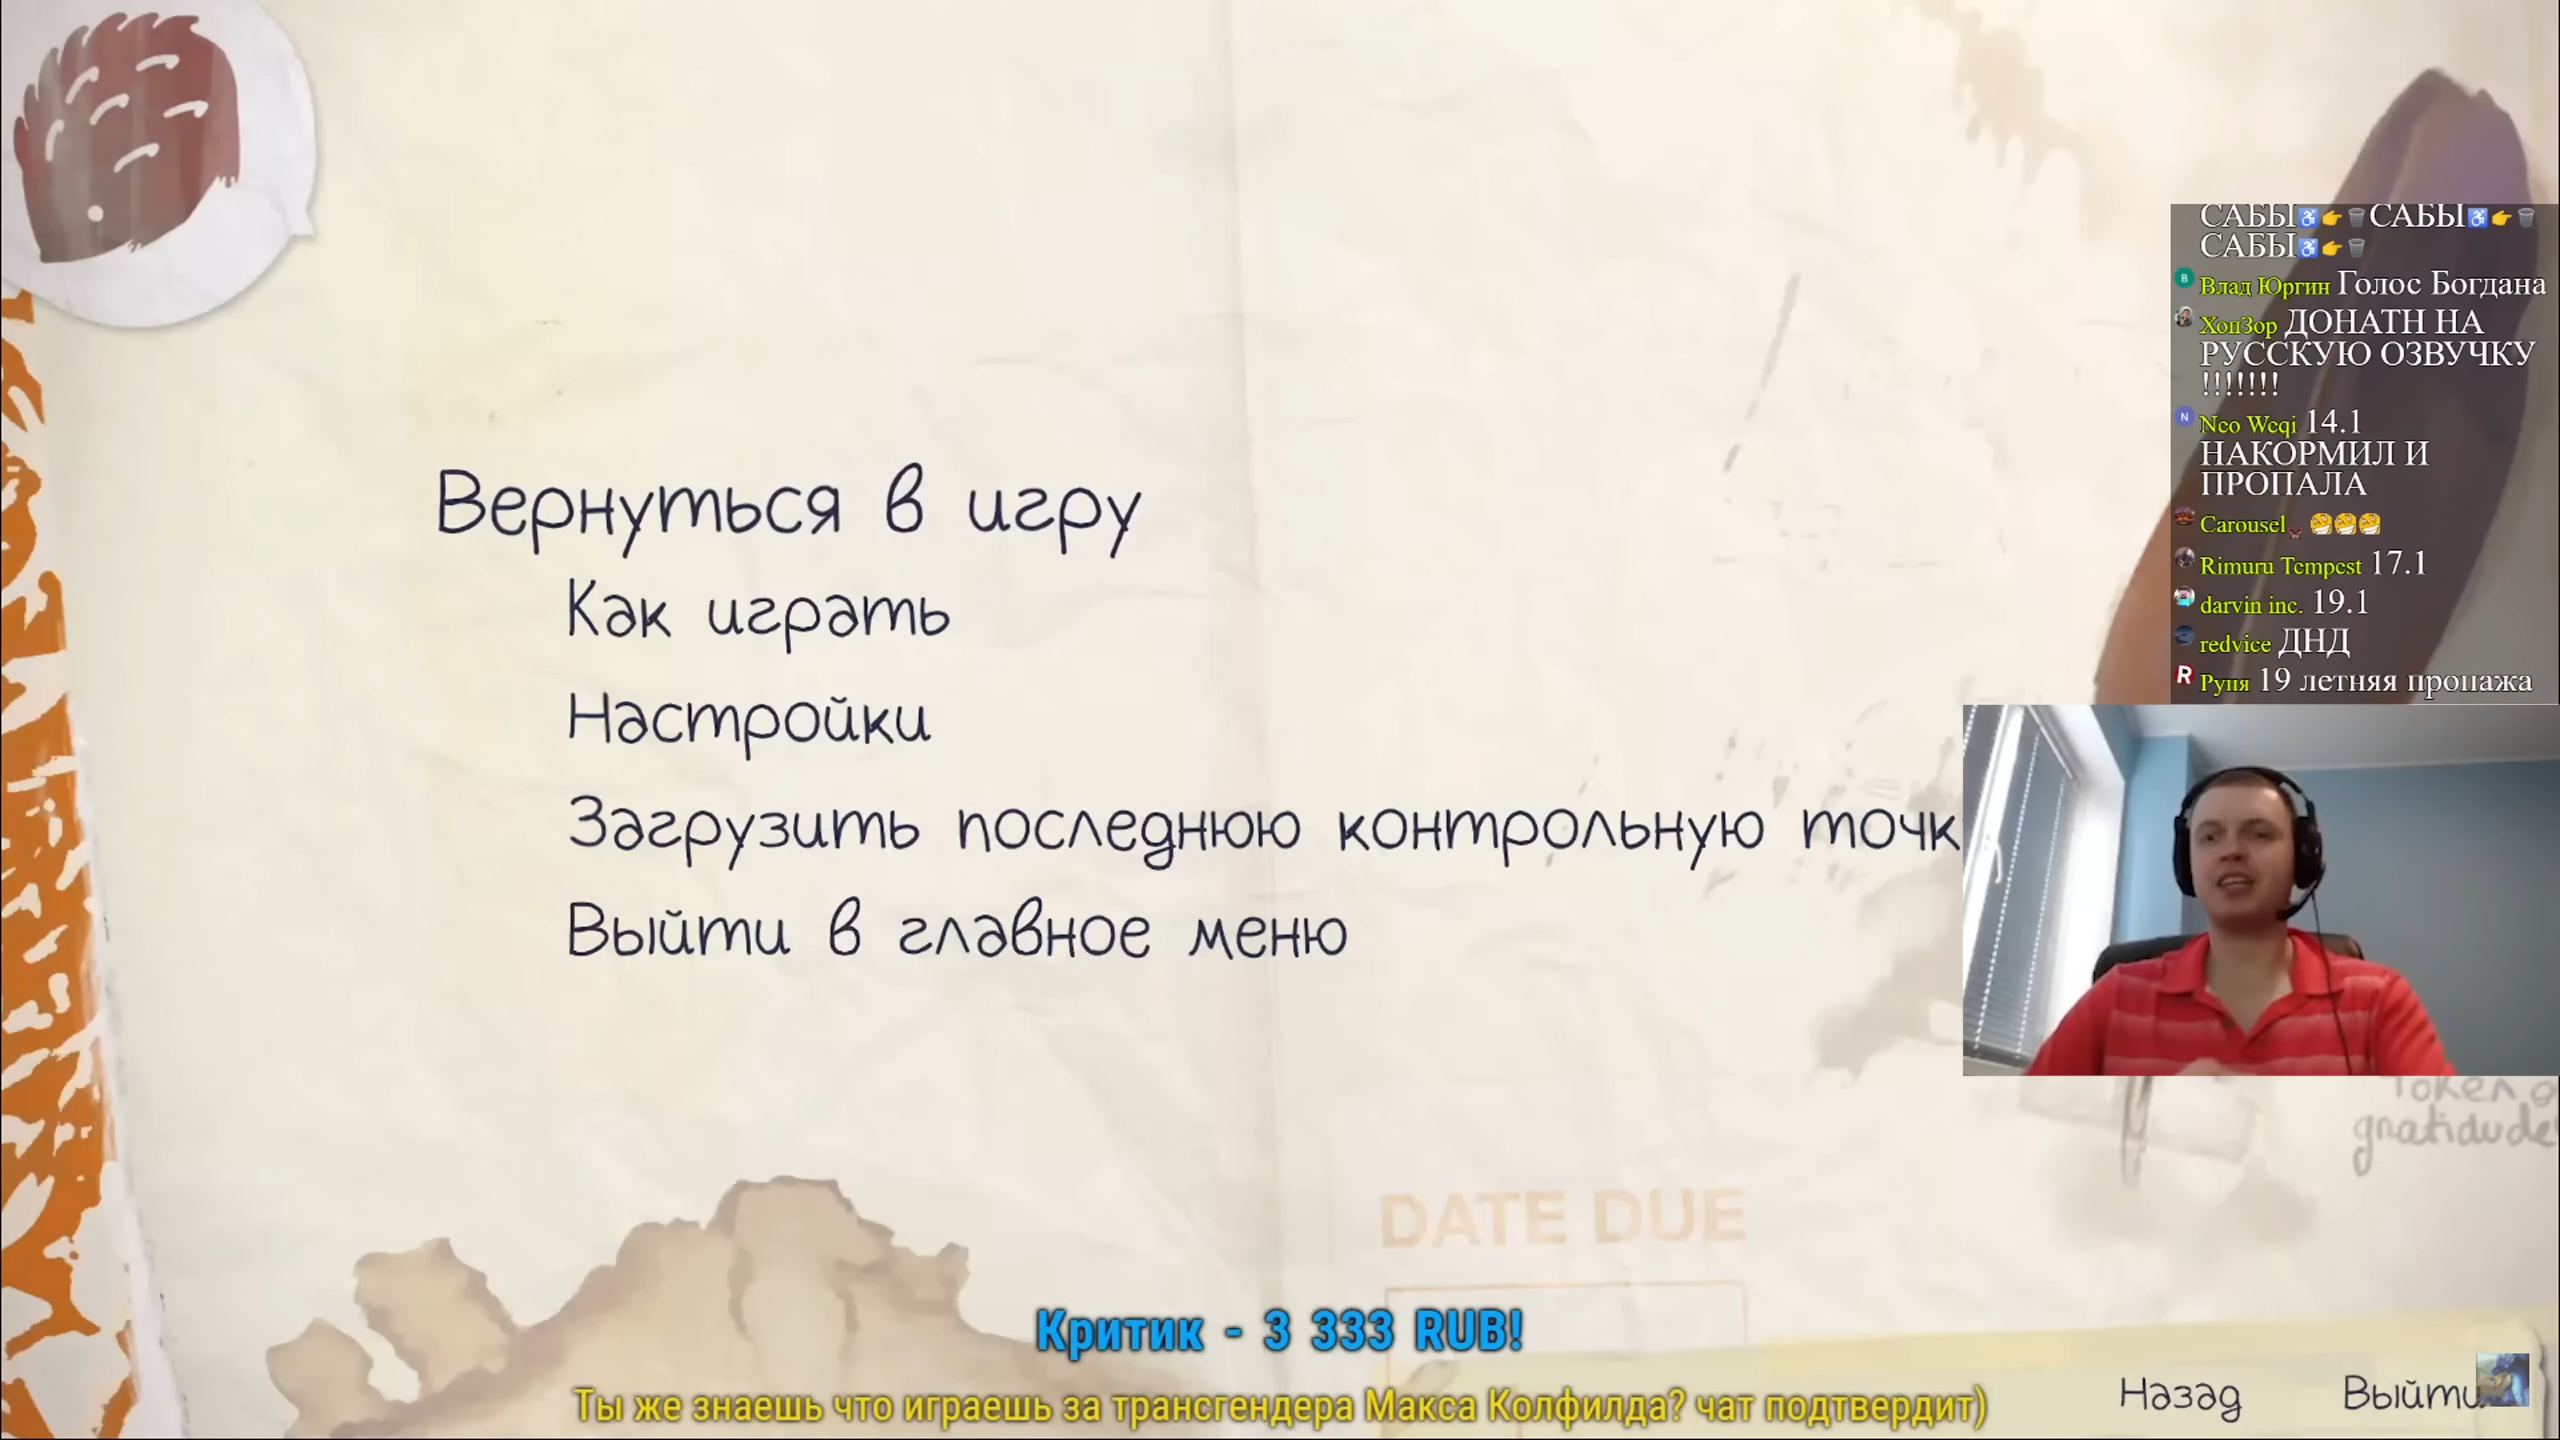 Вернуться в игру
Как играть
Настройки
Загрузить последнюю контрольную точк
Выйти в главное меню
САБЫ♿👉🗑САБЫ♿👉🗑
САБЫ♿👉🗑
Влад Юргин Голос Богдана
ХопЗор ДОНАТН НА
РУССКУЮ ОЗВУЧКУ
!!!!!!!
Neo Weqi 14.1
НАКОРМИЛ И
ПРОПАЛА
Carousel
Rimuru Tempest 17.1
darvin inc. 19.1
redvice ДНД
R Руня 19 летняя пропажа
gratidude
DATE DUE
Критик - 3 333 RUB!
Ты же знаешь что играешь за трансгендера Макса Колфилда? чат подтвердит)
Назад Выйти